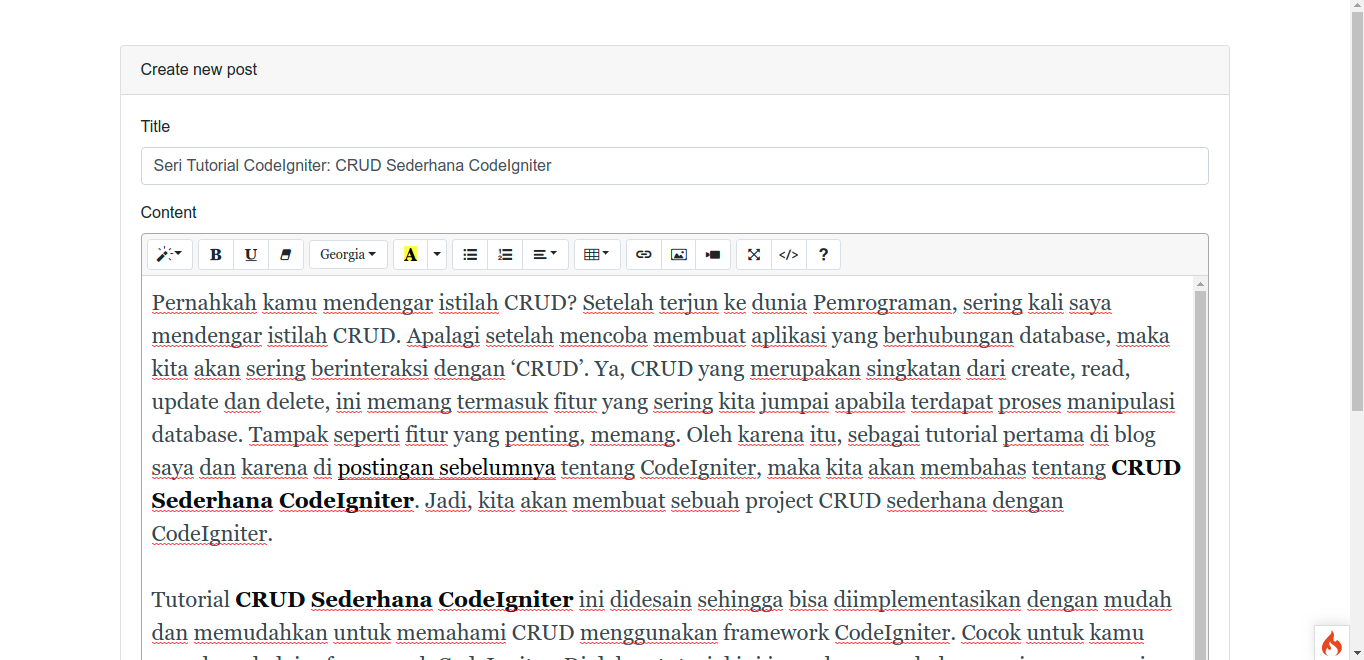 Create new post
Title
Seri Tutorial CodeIgniter: CRUD Sederhana CodeIgniter
Content
B U Georgia A </> ?
Pernahkah kamu mendengar istilah CRUD? Setelah terjun ke dunia Pemrograman, sering kali saya
mendengar istilah CRUD. Apalagi setelah mencoba membuat aplikasi yang berhubungan database, maka
kita akan sering berinteraksi dengan ‘CRUD’. Ya, CRUD yang merupakan singkatan dari create, read,
update dan delete, ini memang termasuk fitur yang sering kita jumpai apabila terdapat proses manipulasi
database. Tampak seperti fitur yang penting, memang. Oleh karena itu, sebagai tutorial pertama di blog
saya dan karena di postingan sebelumnya tentang CodeIgniter, maka kita akan membahas tentang CRUD
Sederhana CodeIgniter. Jadi, kita akan membuat sebuah project CRUD sederhana dengan
CodeIgniter.
Tutorial CRUD Sederhana CodeIgniter ini didesain sehingga bisa diimplementasikan dengan mudah
dan memudahkan untuk memahami CRUD menggunakan framework CodeIgniter. Cocok untuk kamu